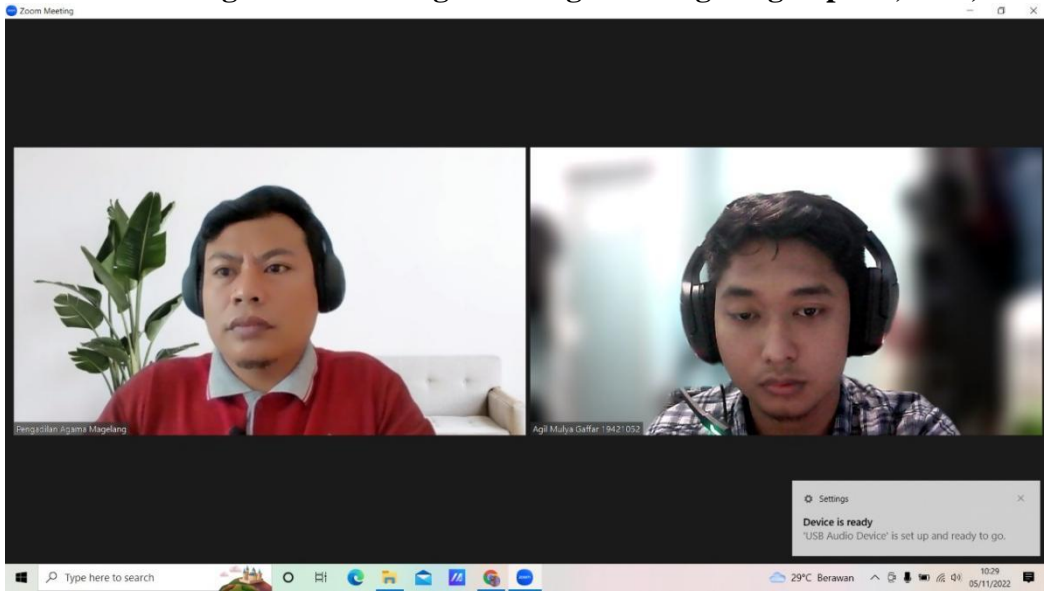 Zoom Meeting
Pengadilan Agama Magelang
Agil Mulya Gaffar 19421052
Settings
Device is ready
'USB Audio Device' is set up and ready to go.
Type here to search
29°C Berawan
10:29
05/11/2022